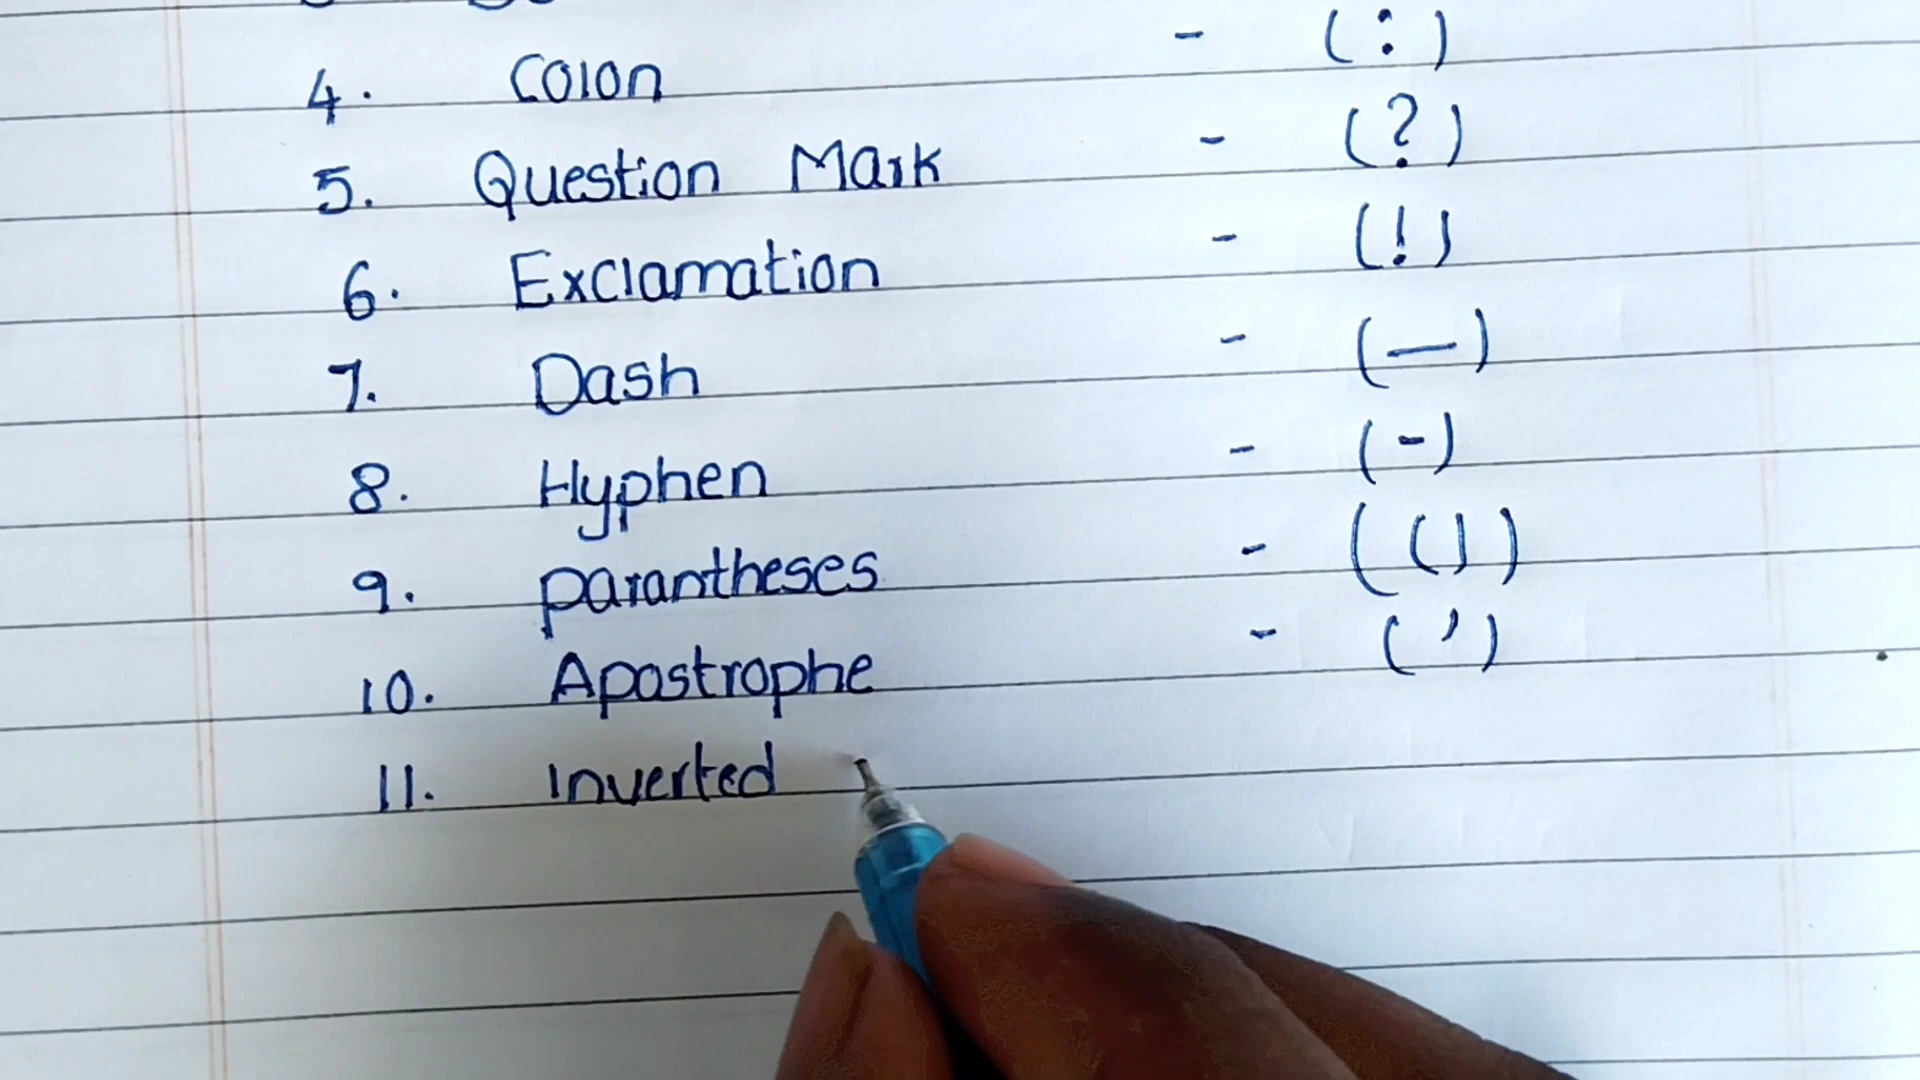 4. Colon - (:)
5. Question Mark - (?)
6. Exclamation - (!)
7. Dash - (—)
8. Hyphen - (-)
9. Parantheses - (())
10. Apostrophe - (')
11. Inverted